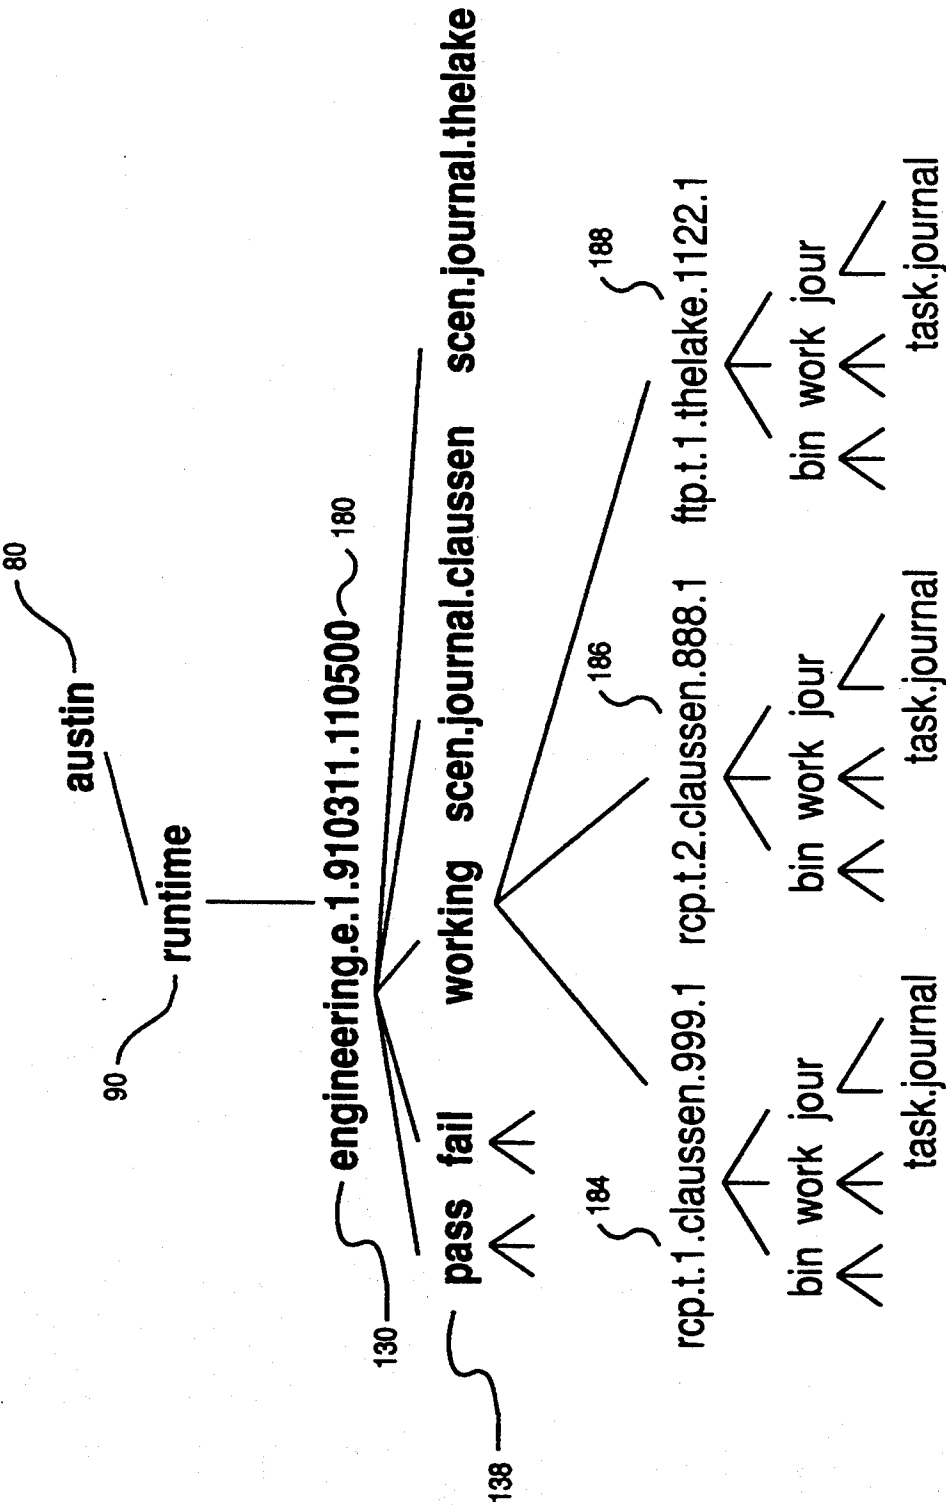 80
austin
90 runtime
130 engineering.e.1.910311.110500 180
138 pass fail working scen.journal.claussen scen.journal.thelake
184 186 188
rcp.t.1.claussen.999.1 rcp.t.2.claussen.888.1 ftp.t.1.thelake.1122.1
bin work jour bin work jour bin work jour
task.journal task.journal task.journal